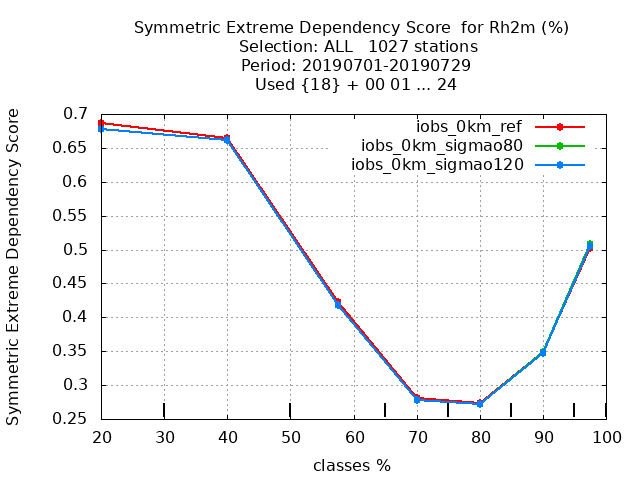 Symmetric Extreme Dependency Score  for Rh2m (%)
Selection: ALL   1027 stations
Period: 20190701-20190729
Used {18} + 00 01 ... 24
Symmetric Extreme Dependency Score
0.7
0.65
0.6
0.55
0.5
0.45
0.4
0.35
0.3
0.25
iobs_0km_ref
iobs_0km_sigmao80
iobs_0km_sigmao120
20 30 40 50 60 70 80 90 100
classes %